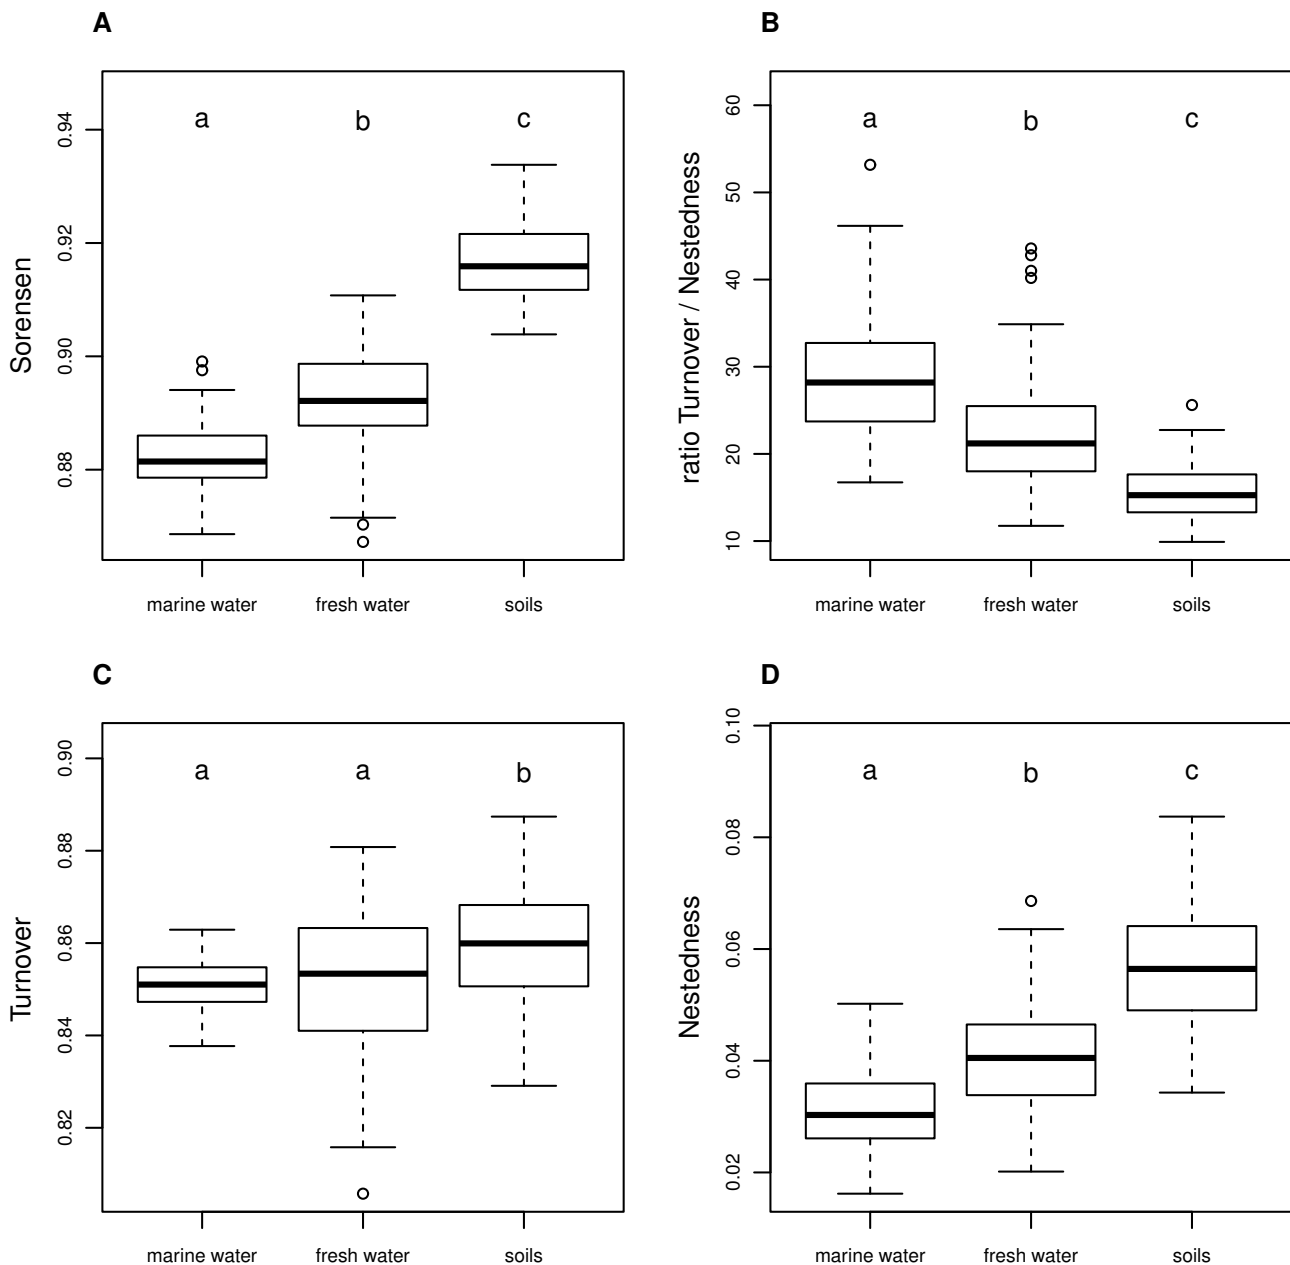 A
Sorensen
0.94
0.92
0.90
0.88
a b c
marine water fresh water soils
B
ratio Turnover / Nestedness
60
50
40
30
20
10
a b c
marine water fresh water soils
C
Turnover
0.90
0.88
0.86
0.84
0.82
a a b
marine water fresh water soils
D
Nestedness
0.10
0.08
0.06
0.04
0.02
a b c
marine water fresh water soils